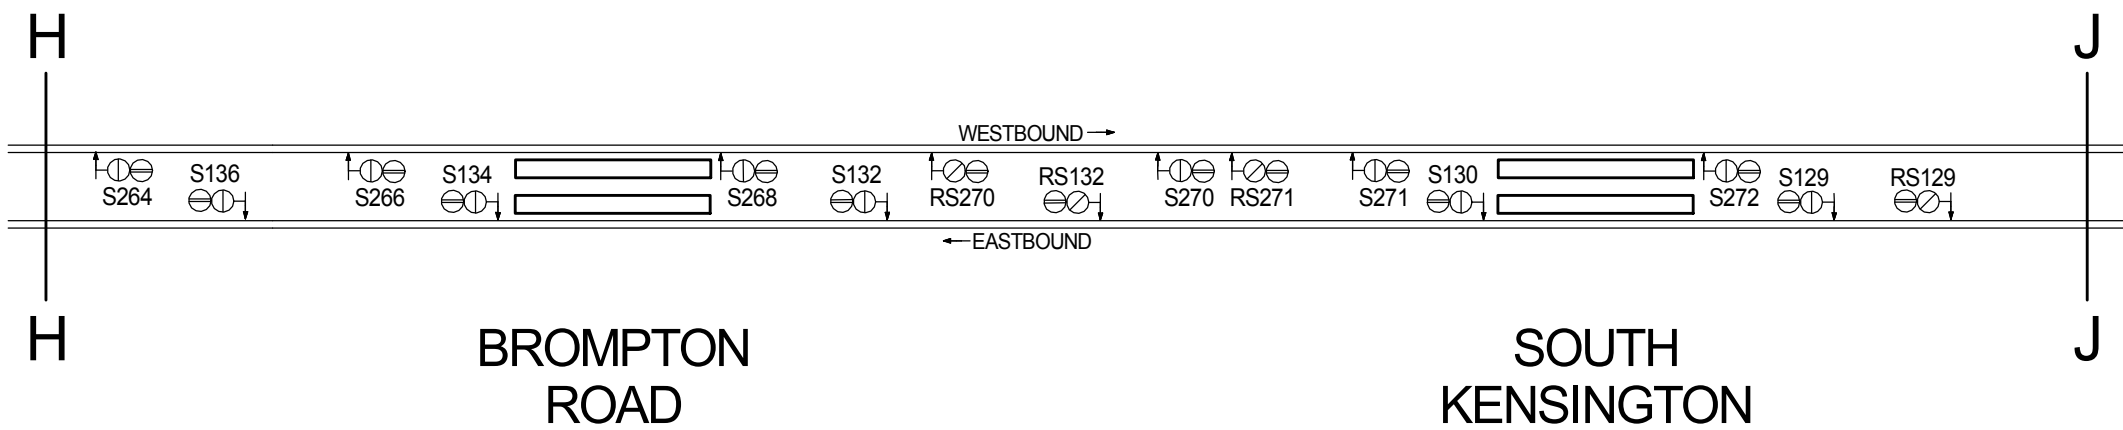 H
J
WESTBOUND
S264
S136
S266
S134
S268
S132
RS270
RS132
S270
RS271
S271
S130
S272
S129
RS129
EASTBOUND
H
J
BROMPTON
ROAD
SOUTH
KENSINGTON